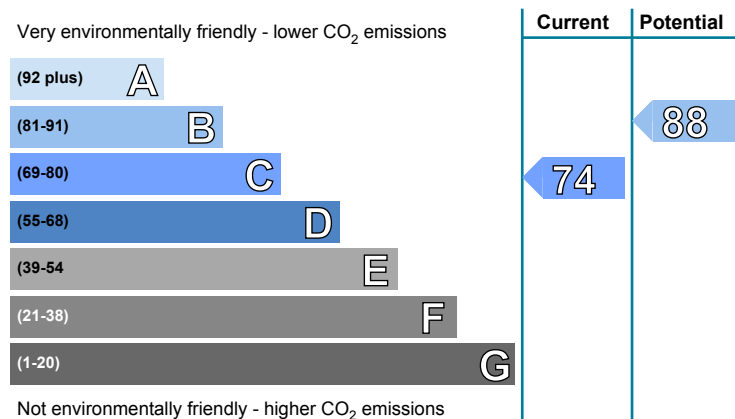 Very environmentally friendly - lower CO₂ emissions
Current
Potential
(92 plus) A
(81-91) B
(69-80) C
(55-68) D
(39-54 E
(21-38) F
(1-20) G
74
88
Not environmentally friendly - higher CO₂ emissions